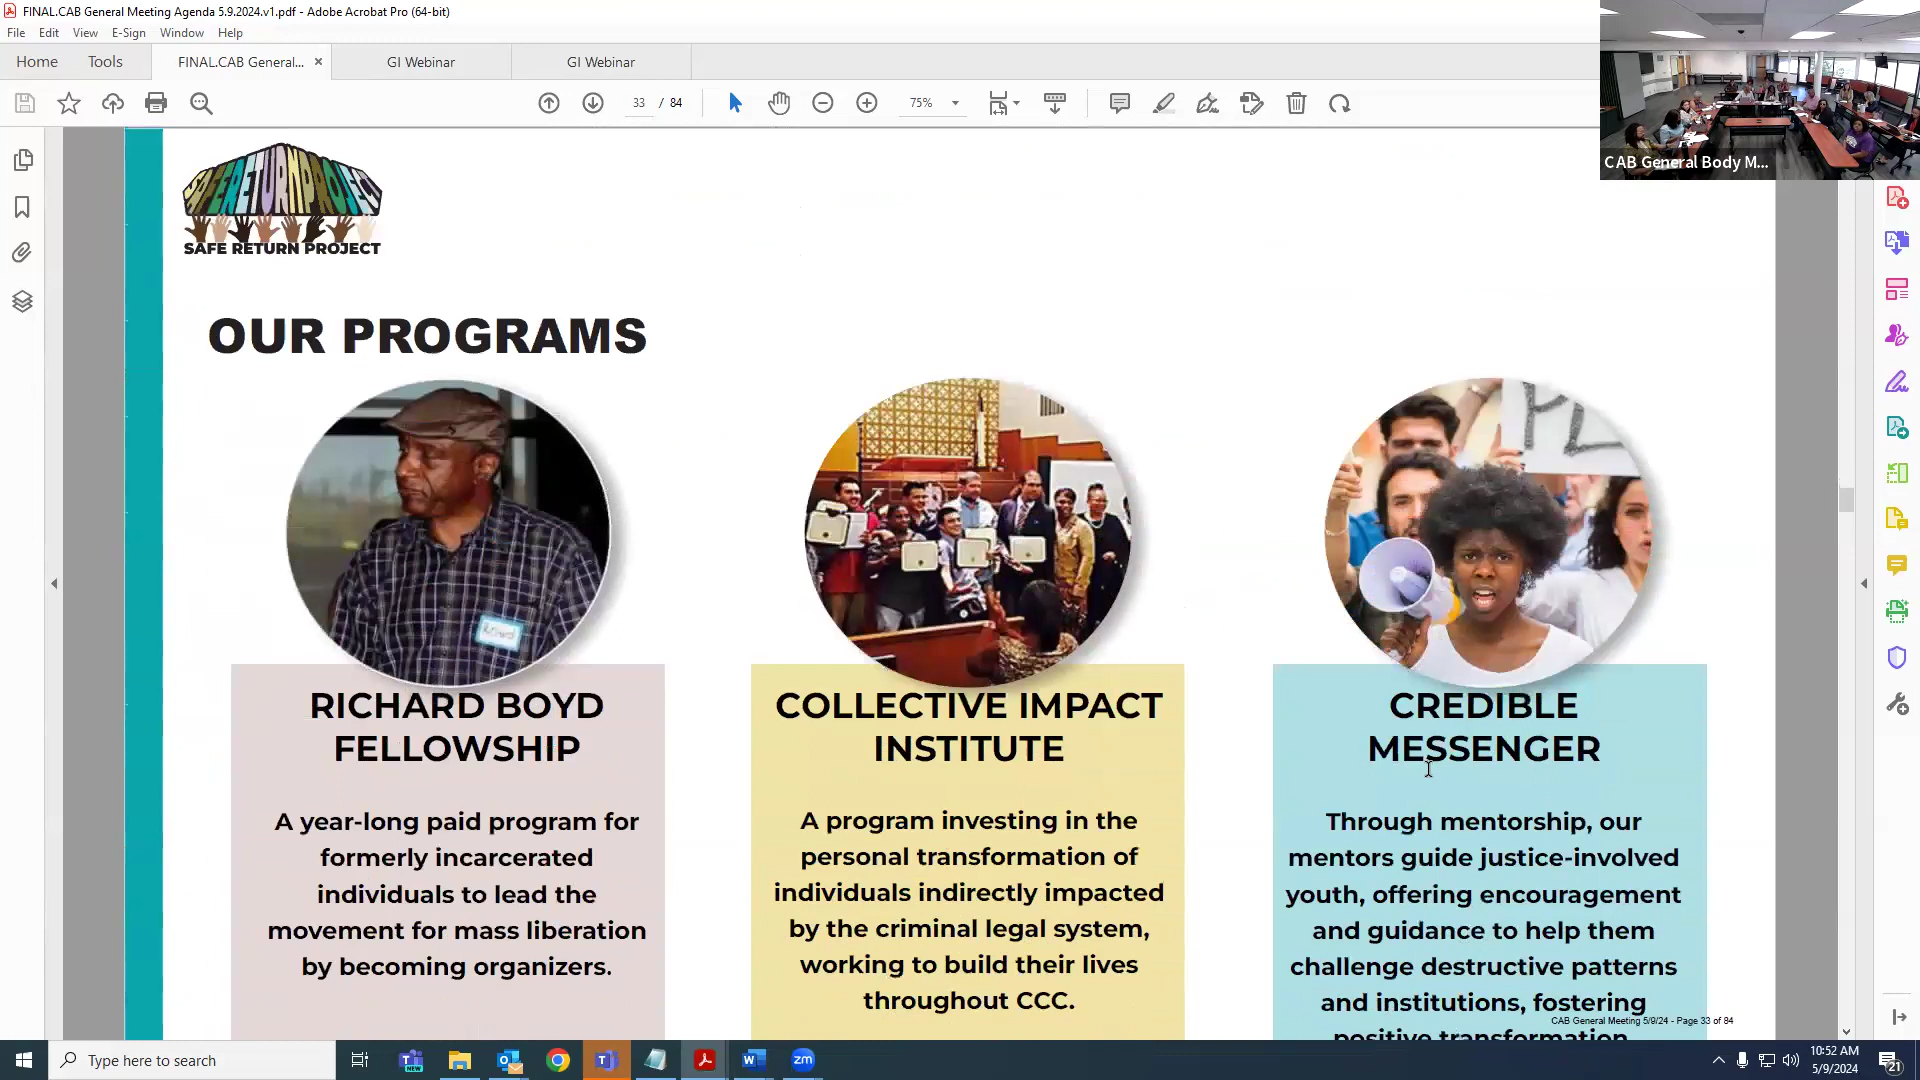 FINAL.CAB General Meeting Agenda 5.9.2024.v1.pdf - Adobe Acrobat Pro (64-bit)
File Edit View E-Sign Window Help
Home Tools FINAL.CAB General... × GI Webinar GI Webinar
33 / 84 75%
CAB General Body M...
SAFERETURNPROJECT
SAFE RETURN PROJECT
OUR PROGRAMS
RICHARD BOYD
FELLOWSHIP
A year-long paid program for
formerly incarcerated
individuals to lead the
movement for mass liberation
by becoming organizers.
COLLECTIVE IMPACT
INSTITUTE
A program investing in the
personal transformation of
individuals indirectly impacted
by the criminal legal system,
working to build their lives
throughout CCC.
CREDIBLE
MESSENGER
Through mentorship, our
mentors guide justice-involved
youth, offering encouragement
and guidance to help them
challenge destructive patterns
and institutions, fostering
positive transformation
CAB General Meeting 5/9/24 - Page 33 of 84
Type here to search
NEW
zm
10:52 AM
5/9/2024
21